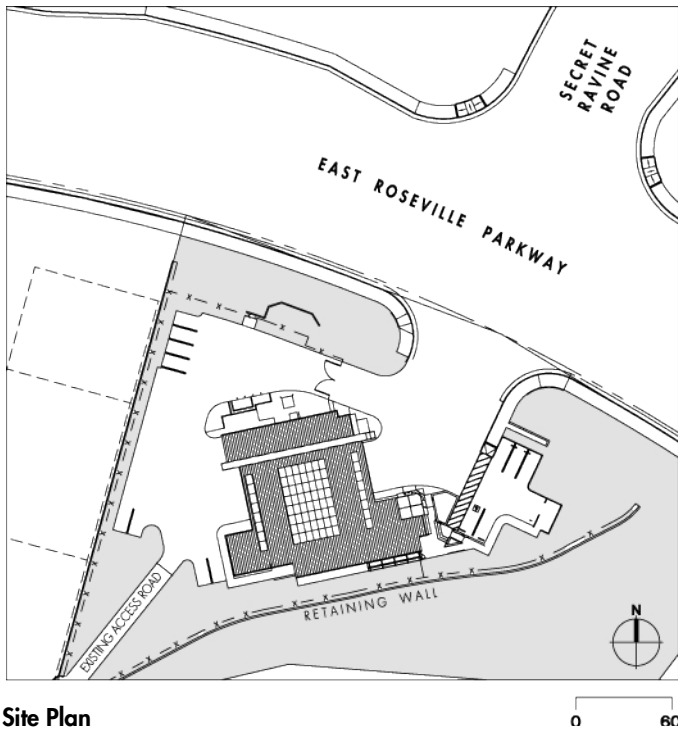 SECRET
RAVINE
ROAD
EAST ROSEVILLE PARKWAY
EXISTING ACCESS ROAD
RETAINING WALL
N
Site Plan
0 60